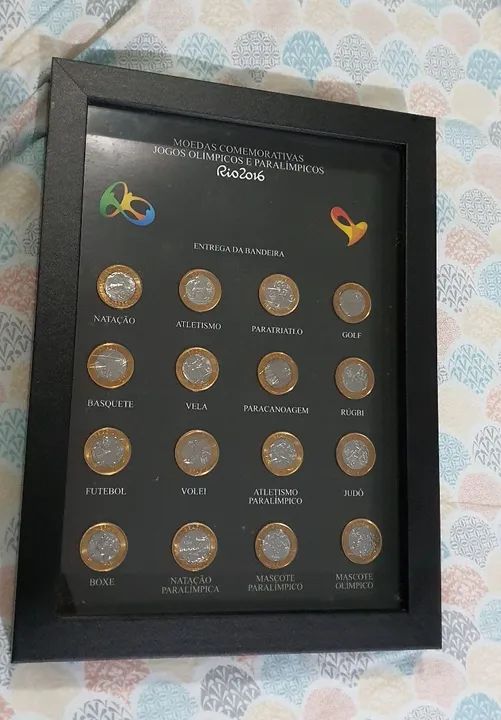 MOEDAS COMEMORATIVAS
JOGOS OLÍMPICOS E PARALÍMPICOS
Rio2016
ENTREGA DA BANDEIRA
NATAÇÃO ATLETISMO PARATRIATLO GOLF
BASQUETE VELA PARACANOAGEM RÚGBI
FUTEBOL VOLEI ATLETISMO PARALÍMPICO JUDÔ
BOXE NATAÇÃO PARALÍMPICA MASCOTE PARALÍMPICO MASCOTE OLÍMPICO